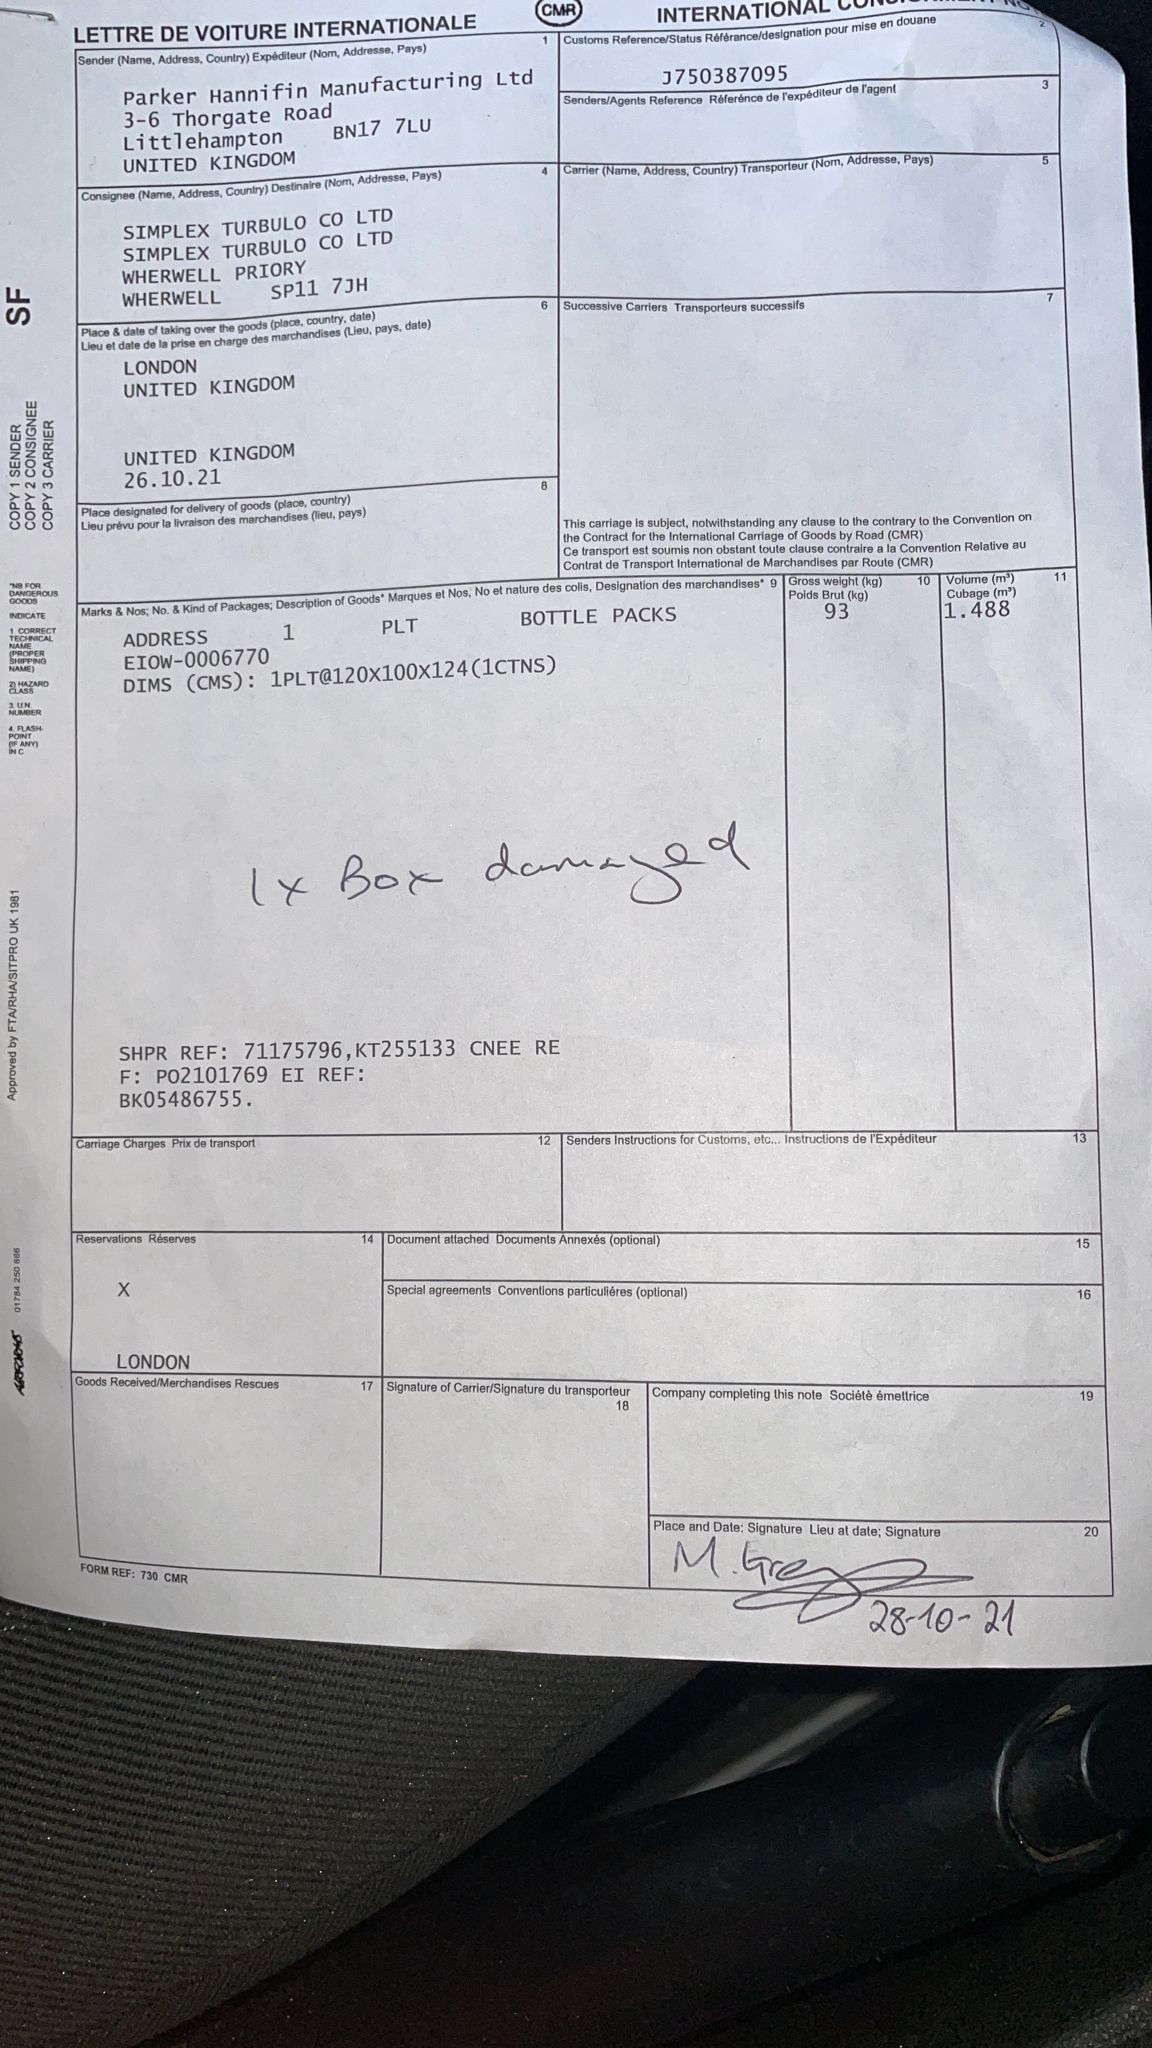 LETTRE DE VOITURE INTERNATIONALE
CMR
INTERNATIONAL
Sender (Name, Address, Country) Expéditeur (Nom, Addresse, Pays) 1
Parker Hannifin Manufacturing Ltd
3-6 Thorgate Road
Littlehampton BN17 7LU
UNITED KINGDOM
Customs Reference/Status Référance/designation pour mise en douane 2
J750387095
Senders/Agents Reference Référénce de l'expéditeur de l'agent 3
Consignee (Name, Address, Country) Destinaire (Nom, Addresse, Pays) 4
SIMPLEX TURBULO CO LTD
SIMPLEX TURBULO CO LTD
WHERWELL PRIORY
WHERWELL SP11 7JH
Carrier (Name, Address, Country) Transporteur (Nom, Addresse, Pays) 5
Place & date of taking over the goods (place, country, date) 6
Lieu et date de la prise en charge des marchandises (Lieu, pays, date)
LONDON
UNITED KINGDOM
UNITED KINGDOM
26.10.21
Successive Carriers Transporteurs successifs 7
Place designated for delivery of goods (place, country) 8
Lieu prévu pour la livraison des marchandises (lieu, pays)
This carriage is subject, notwithstanding any clause to the contrary to the Convention on
the Contract for the International Carriage of Goods by Road (CMR)
Ce transport est soumis non obstant toute clause contraire a la Convention Relative au
Contrat de Transport International de Marchandises par Route (CMR)
Marks & Nos; No. & Kind of Packages; Description of Goods* Marques et Nos, No et nature des colis, Designation des marchandises* 9
Gross weight (kg) 10
Poids Brut (kg)
Volume (m³) 11
Cubage (m³)
ADDRESS 1 PLT BOTTLE PACKS 93 1.488
EIOW-0006770
DIMS (CMS): 1PLT@120X100X124(1CTNS)
1x Box damaged
SHPR REF: 71175796,KT255133 CNEE RE
F: PO2101769 EI REF:
BK05486755.
Carriage Charges Prix de transport 12
Senders Instructions for Customs, etc... Instructions de l'Expéditeur 13
Reservations Réserves 14
X
LONDON
Document attached Documents Annexés (optional) 15
Special agreements Conventions particuliéres (optional) 16
Goods Received/Merchandises Rescues 17
Signature of Carrier/Signature du transporteur
18
Company completing this note Sociétè émettrice 19
Place and Date: Signature Lieu at date; Signature 20
M. Grey
28-10-21
FORM REF: 730 CMR
SF
COPY 1 SENDER
COPY 2 CONSIGNEE
COPY 3 CARRIER
*NB FOR
DANGEROUS
GOODS
INDICATE
1. CORRECT
TECHNICAL
NAME
(PROPER
SHIPPING
NAME)
2) HAZARD
CLASS
3. U.N.
NUMBER
4. FLASH-
POINT
(IF ANY)
IN C
Approved by FTA/RHA/SITPRO UK 1981
01784 250 666